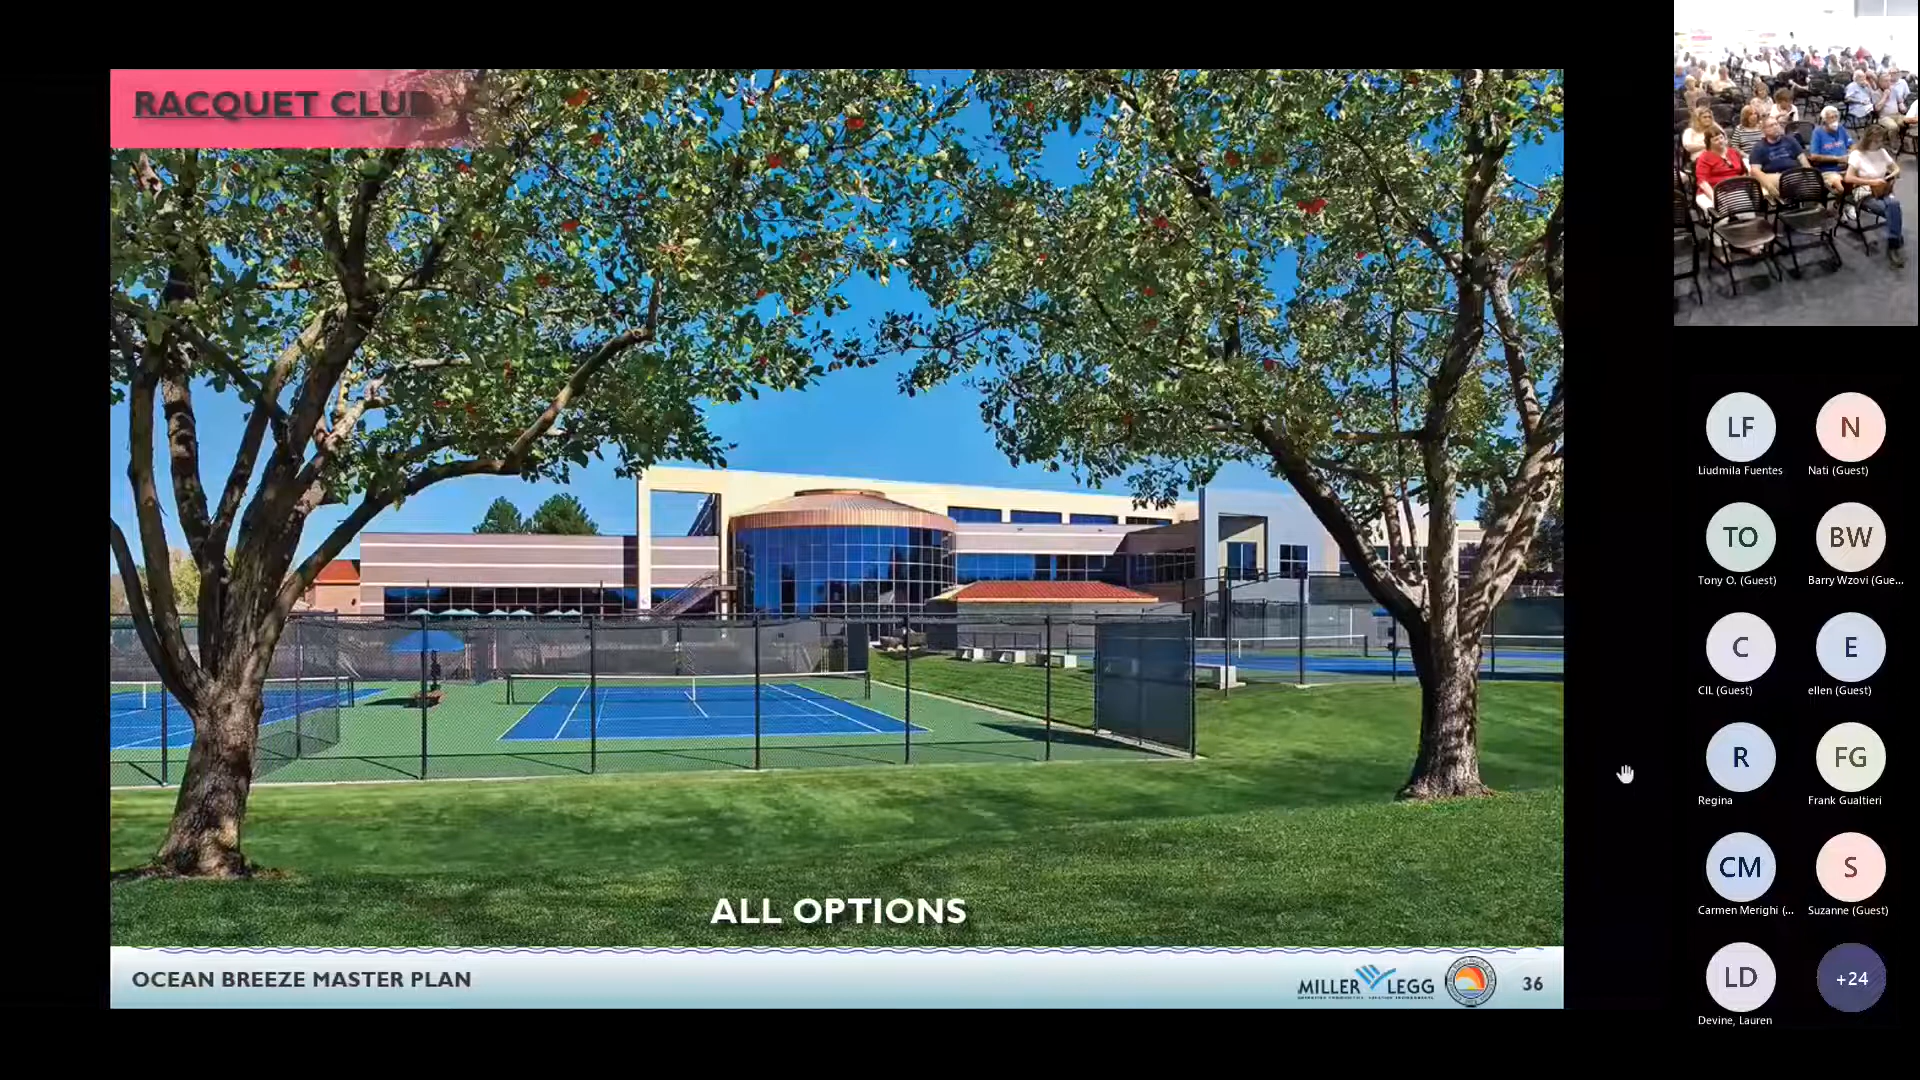 RACQUET CLUB
ALL OPTIONS
OCEAN BREEZE MASTER PLAN
MILLER LEGG
36
LF
Liudmila Fuentes
N
Nati (Guest)
TO
Tony O. (Guest)
BW
Barry Wzovi (Gue...
C
CIL (Guest)
E
ellen (Guest)
R
Regina
FG
Frank Gualtieri
CM
Carmen Merighi (...
S
Suzanne (Guest)
LD
Devine, Lauren
+24